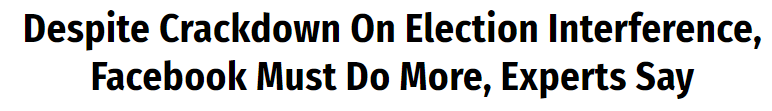 Despite Crackdown On Election Interference,
Facebook Must Do More, Experts Say